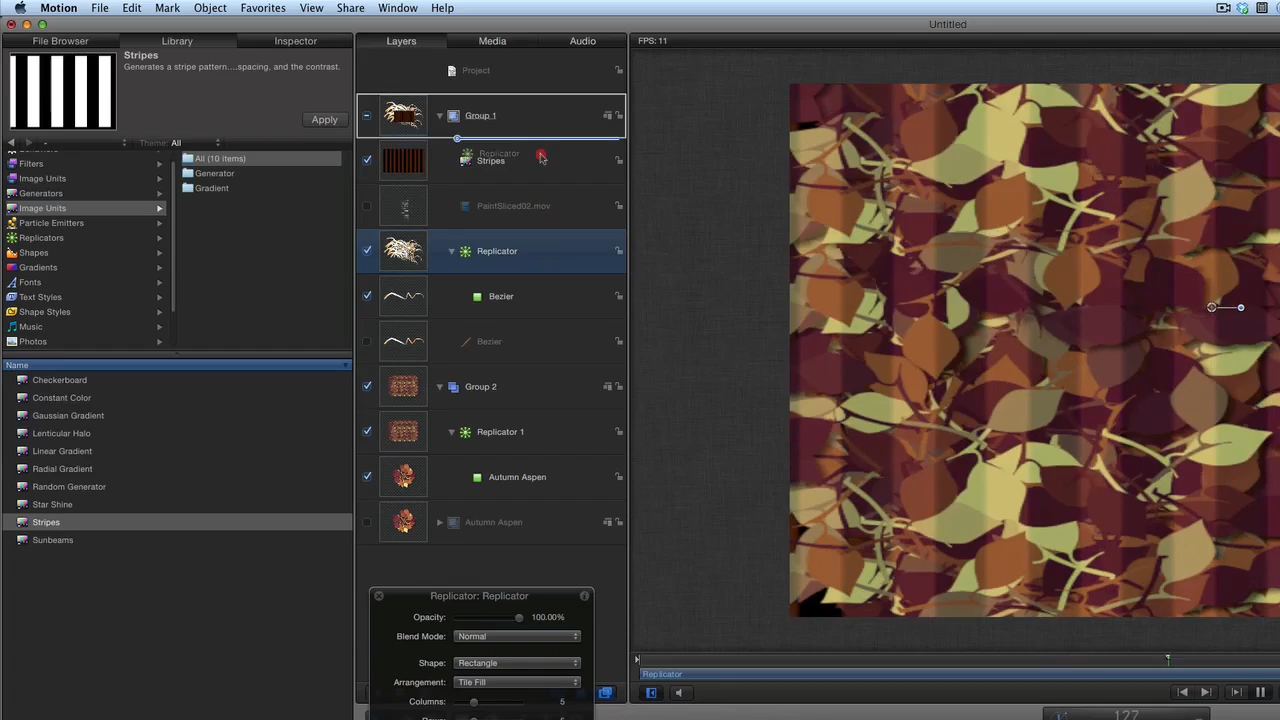 Motion File Edit Mark Object Favorites View Share Window Help
Untitled
File Browser Library Inspector
Layers Media Audio
FPS: 11
Stripes
Generates a stripe pattern....spacing, and the contrast.
Apply
Theme: All
Project
Group 1
Replicator
Stripes
PaintSliced02.mov
Replicator
Bezier
Bezier
Group 2
Replicator 1
Autumn Aspen
Autumn Aspen
Filters
Image Units
Generators
Image Units
Particle Emitters
Replicators
Shapes
Gradients
Fonts
Text Styles
Shape Styles
Music
Photos
All (10 items)
Generator
Gradient
Name
Checkerboard
Constant Color
Gaussian Gradient
Lenticular Halo
Linear Gradient
Radial Gradient
Random Generator
Star Shine
Stripes
Sunbeams
Replicator: Replicator
Opacity: 100.00%
Blend Mode: Normal
Shape: Rectangle
Arrangement: Tile Fill
Columns: 5
Replicator